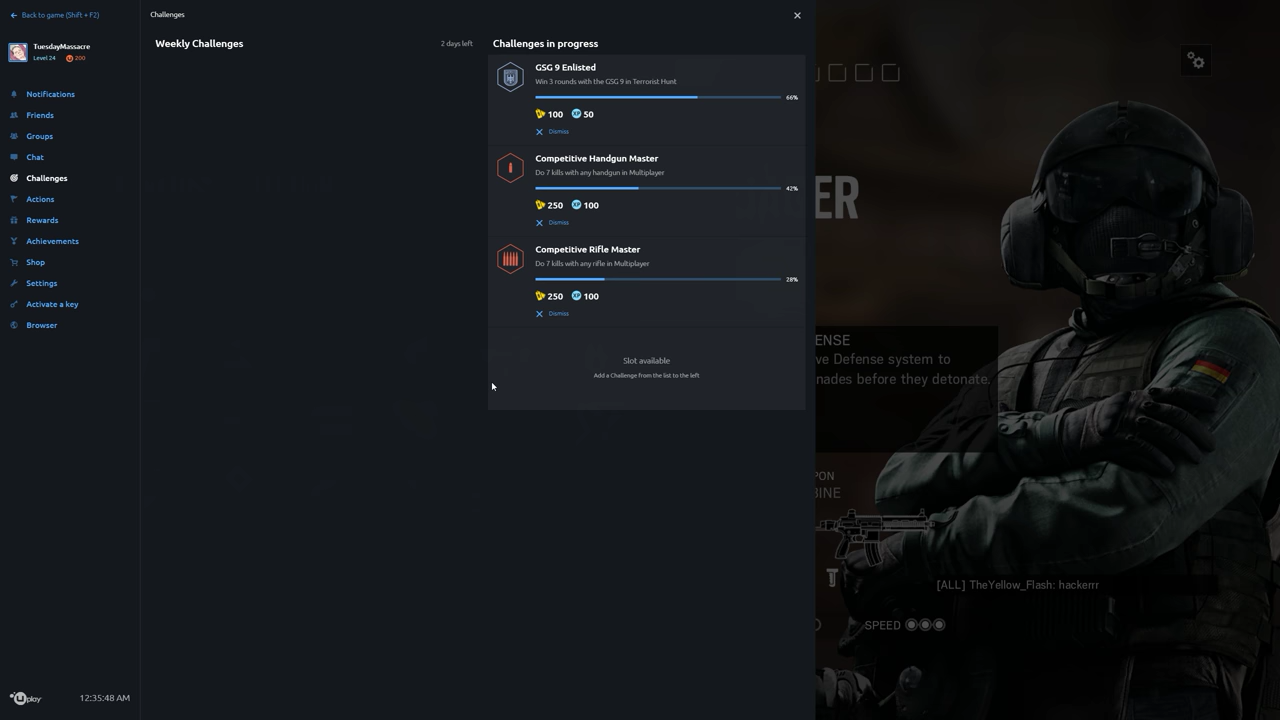 Back to game (Shift + F2)
TuesdayMassacre
Level 24 200
Notifications
Friends
Groups
Chat
Challenges
Actions
Rewards
Achievements
Shop
Settings
Activate a key
Browser
uplay
12:35:48 AM
Challenges
Weekly Challenges
2 days left
Challenges in progress
GSG 9 Enlisted
Win 3 rounds with the GSG 9 in Terrorist Hunt
66%
100 XP 50
Dismiss
Competitive Handgun Master
Do 7 kills with any handgun in Multiplayer
42%
250 XP 100
Dismiss
Competitive Rifle Master
Do 7 kills with any rifle in Multiplayer
28%
250 XP 100
Dismiss
Slot available
Add a Challenge from the list to the left
ER
ENSE
ve Defense system to
nades before they detonate.
PON
BINE
[ALL] TheYellow_Flash: hackerrr
SPEED